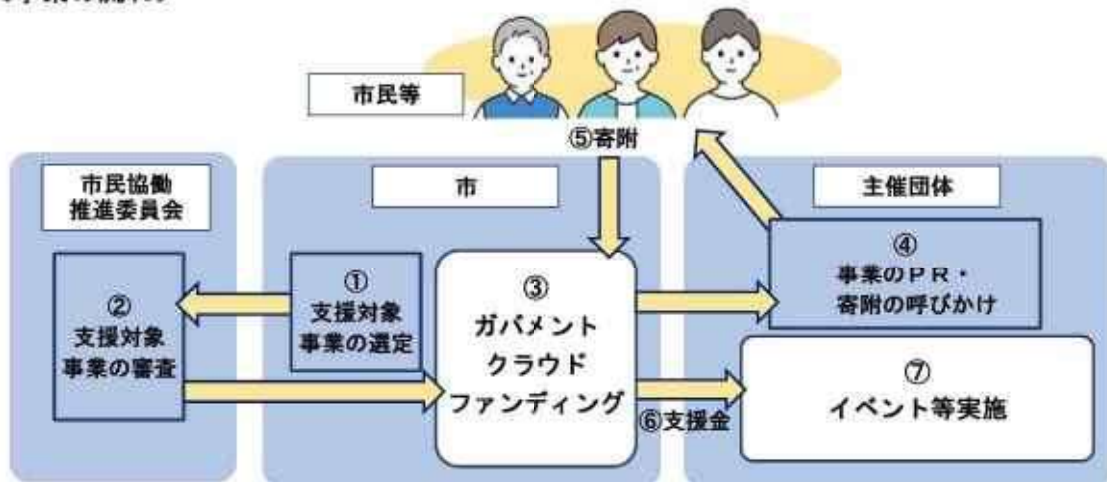 市民等
⑤寄附
市民協働
推進委員会
市
主催団体
①
支援対象
事業の選定
②
支援対象
事業の審査
③
ガバメント
クラウド
ファンディング
④
事業のPR・
寄附の呼びかけ
⑥支援金
⑦
イベント等実施